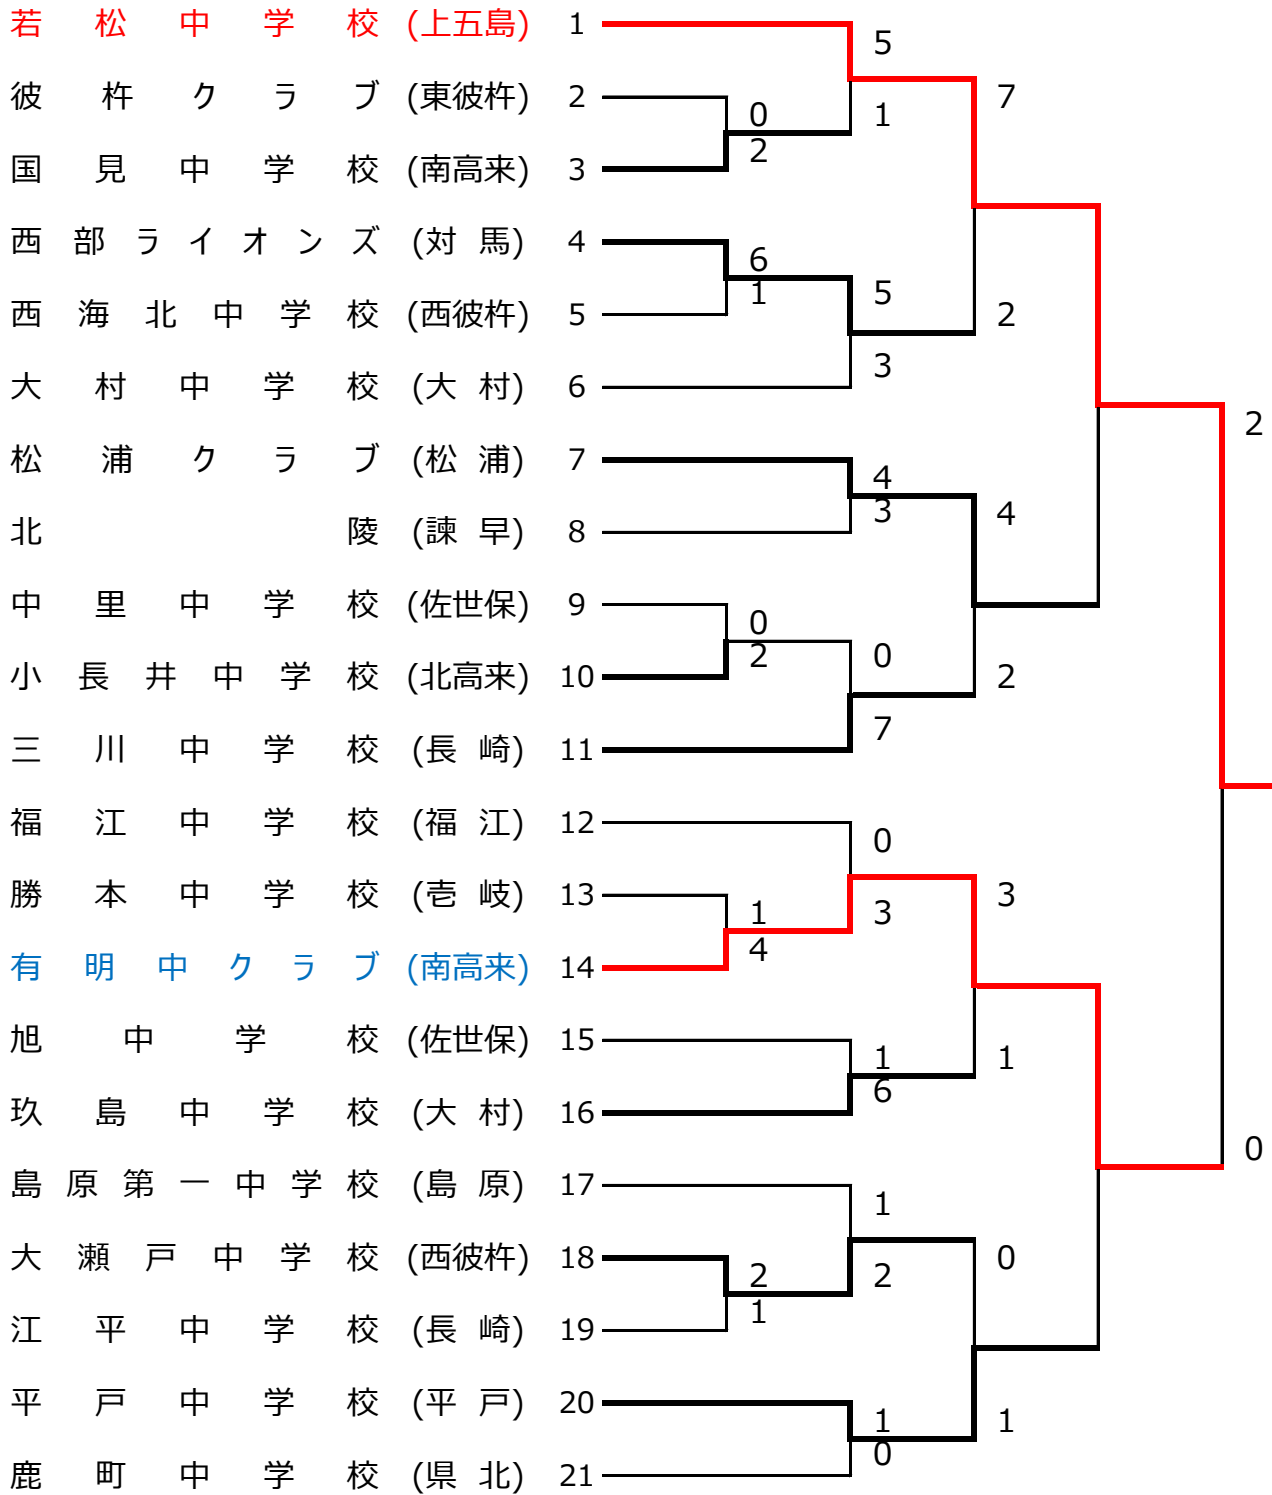 若松中学校 (上五島) 1
5
7
彼杵クラブ (東彼杵) 2
0
1
2
国見中学校 (南高来) 3
西部ライオンズ (対馬) 4
6
1
5
2
西海北中学校 (西彼杵) 5
3
大村中学校 (大村) 6
2
松浦クラブ (松浦) 7
4
3
4
北陵 (諫早) 8
中里中学校 (佐世保) 9
0
2
0
2
小長井中学校 (北高来) 10
7
三川中学校 (長崎) 11
福江中学校 (福江) 12
0
勝本中学校 (壱岐) 13
3
1
3
4
有明中クラブ (南高来) 14
旭中学校 (佐世保) 15
1
1
6
玖島中学校 (大村) 16
0
島原第一中学校 (島原) 17
1
大瀬戸中学校 (西彼杵) 18
0
2
2
1
江平中学校 (長崎) 19
平戸中学校 (平戸) 20
1
1
0
鹿町中学校 (県北) 21